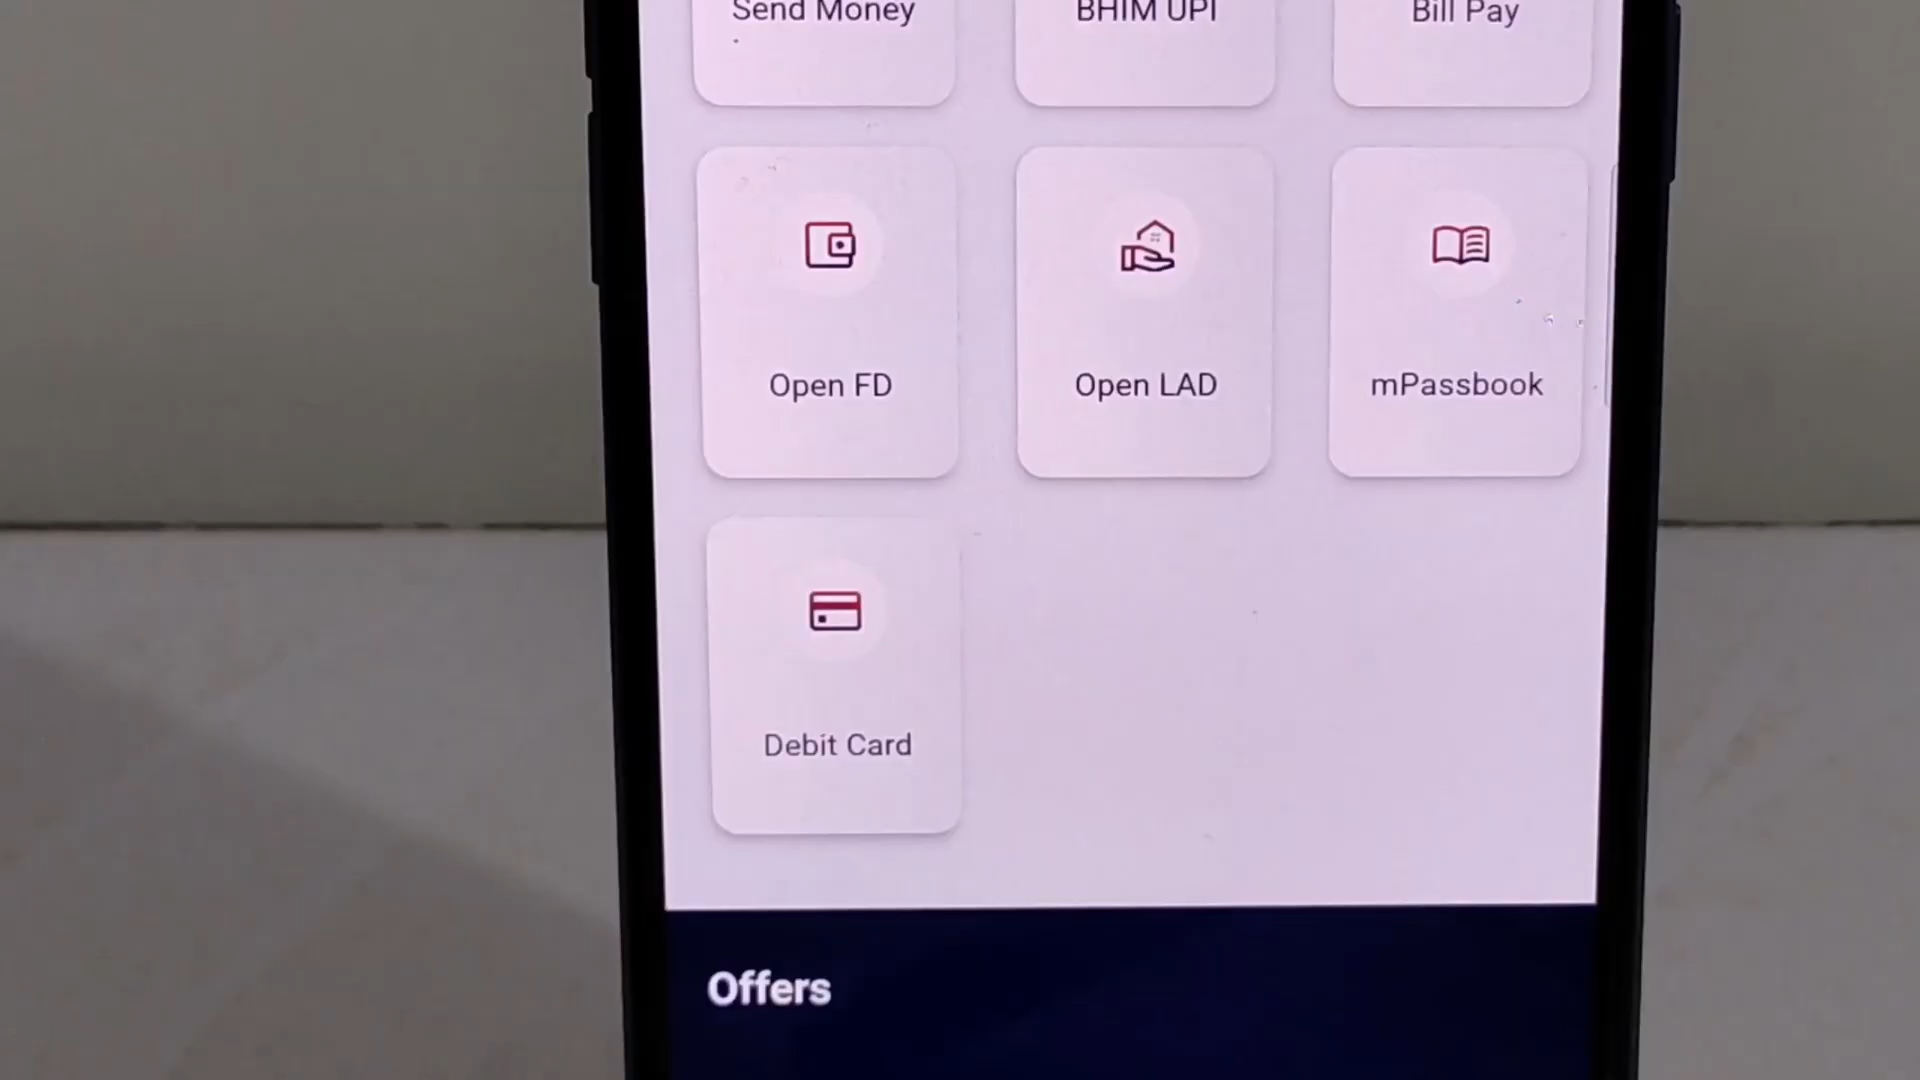 Send Money
BHIM UPI
Bill Pay
Open FD
Open LAD
mPassbook
Debit Card
Offers